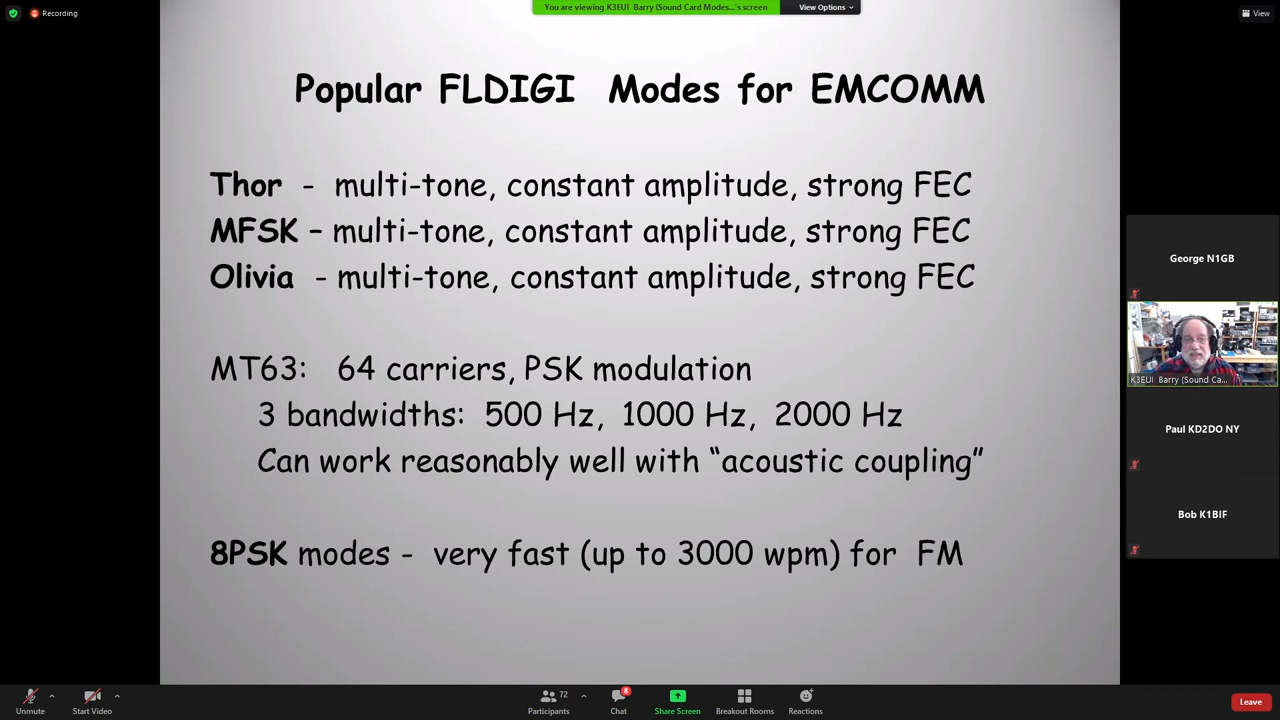 Recording
You are viewing K3EUI Barry (Sound Card Modes...'s screen
View Options
View
Popular FLDIGI Modes for EMCOMM
Thor - multi-tone, constant amplitude, strong FEC
MFSK – multi-tone, constant amplitude, strong FEC
Olivia - multi-tone, constant amplitude, strong FEC
MT63: 64 carriers, PSK modulation
3 bandwidths: 500 Hz, 1000 Hz, 2000 Hz
Can work reasonably well with “acoustic coupling”
8PSK modes - very fast (up to 3000 wpm) for FM
George N1GB
K3EUI Barry (Sound Ca...
Paul KD2DO NY
Bob K1BIF
Unmute
Start Video
72
Participants
8
Chat
Share Screen
Breakout Rooms
Reactions
Leave